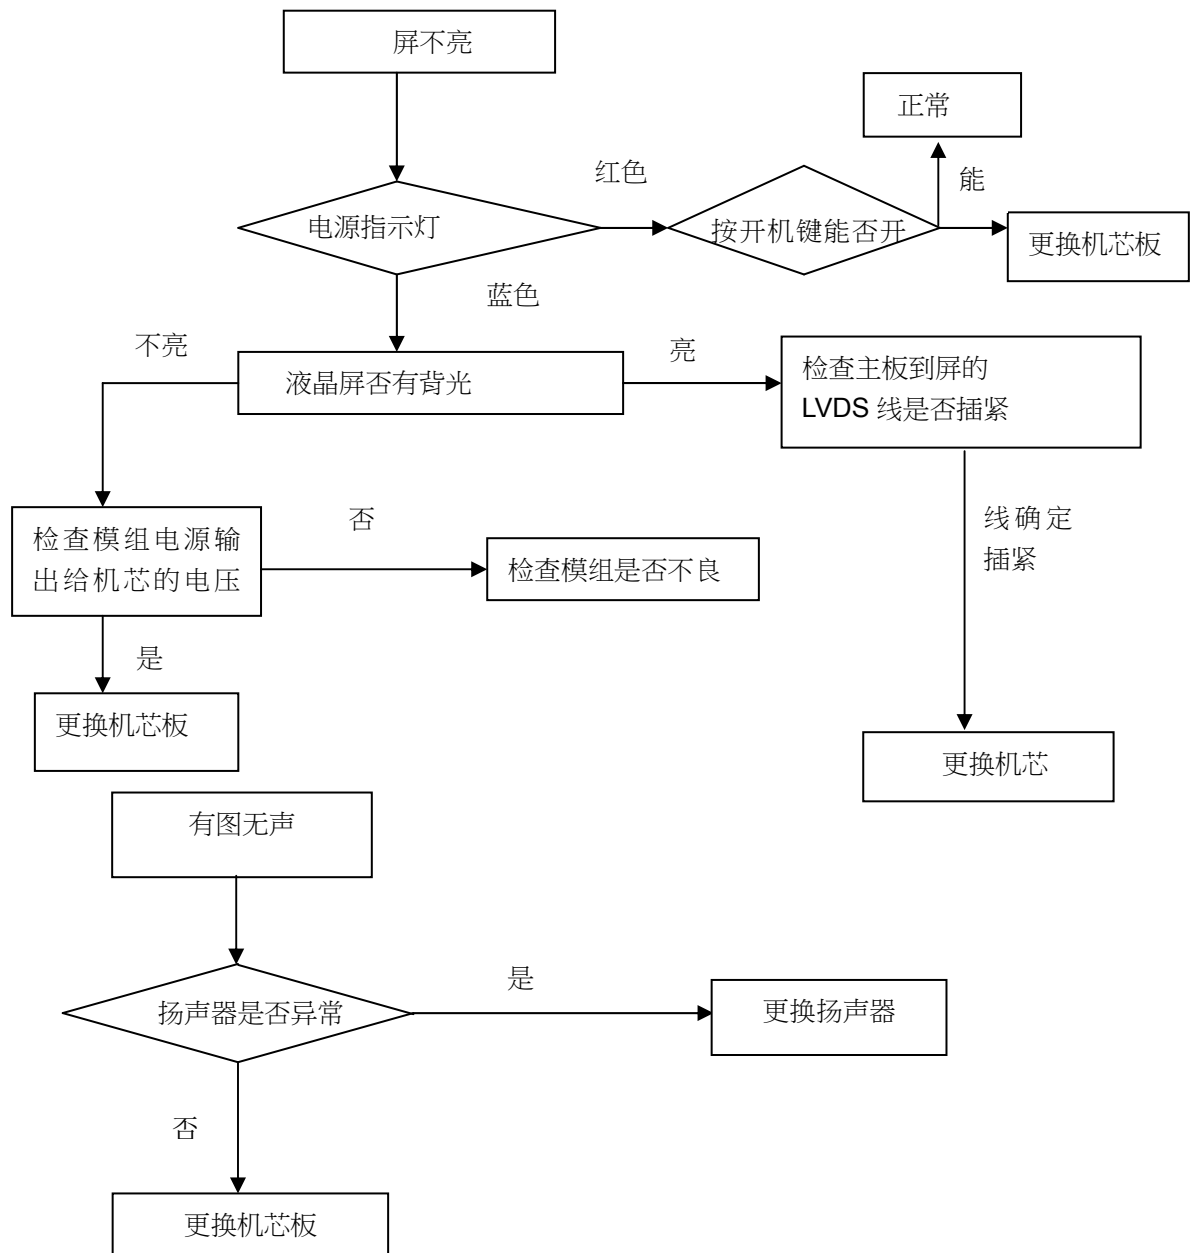 屏不亮
正常
红色
能
电源指示灯
按开机键能否开
更换机芯板
蓝色
不亮
液晶屏否有背光
亮
检查主板到屏的
LVDS 线是否插紧
检查模组电源输
出给机芯的电压
否
检查模组是否不良
线确定
插紧
是
更换机芯板
更换机芯
有图无声
扬声器是否异常
是
更换扬声器
否
更换机芯板